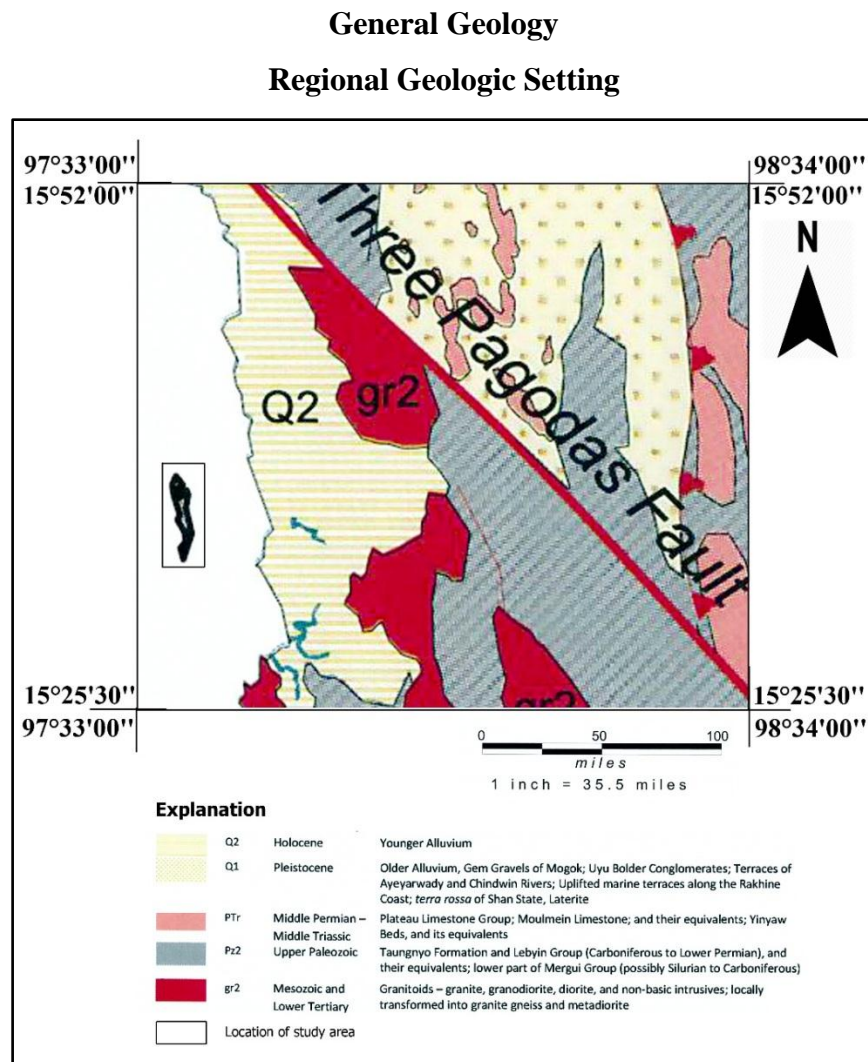 General Geology
Regional Geologic Setting
97°33'00" 98°34'00"
15°52'00" 15°52'00"
N
Three Pagodas Fault
Q2
gr2
gr2
15°25'30" 15°25'30"
97°33'00" 98°34'00"
0 50 100
miles
1 inch = 35.5 miles
Explanation
Q2 Holocene Younger Alluvium
Q1 Pleistocene Older Alluvium, Gem Gravels of Mogok; Uyu Bolder Conglomerates; Terraces of
Ayeyarwady and Chindwin Rivers; Uplifted marine terraces along the Rakhine
Coast; terra rossa of Shan State, Laterite
PTr Middle Permian – Plateau Limestone Group; Moulmein Limestone; and their equivalents; Yinyaw
Middle Triassic Beds, and its equivalents
Pz2 Upper Paleozoic Taungnyo Formation and Lebyin Group (Carboniferous to Lower Permian), and
their equivalents; lower part of Mergui Group (possibly Silurian to Carboniferous)
gr2 Mesozoic and Granitoids – granite, granodiorite, diorite, and non-basic intrusives; locally
Lower Tertiary transformed into granite gneiss and metadiorite
Location of study area